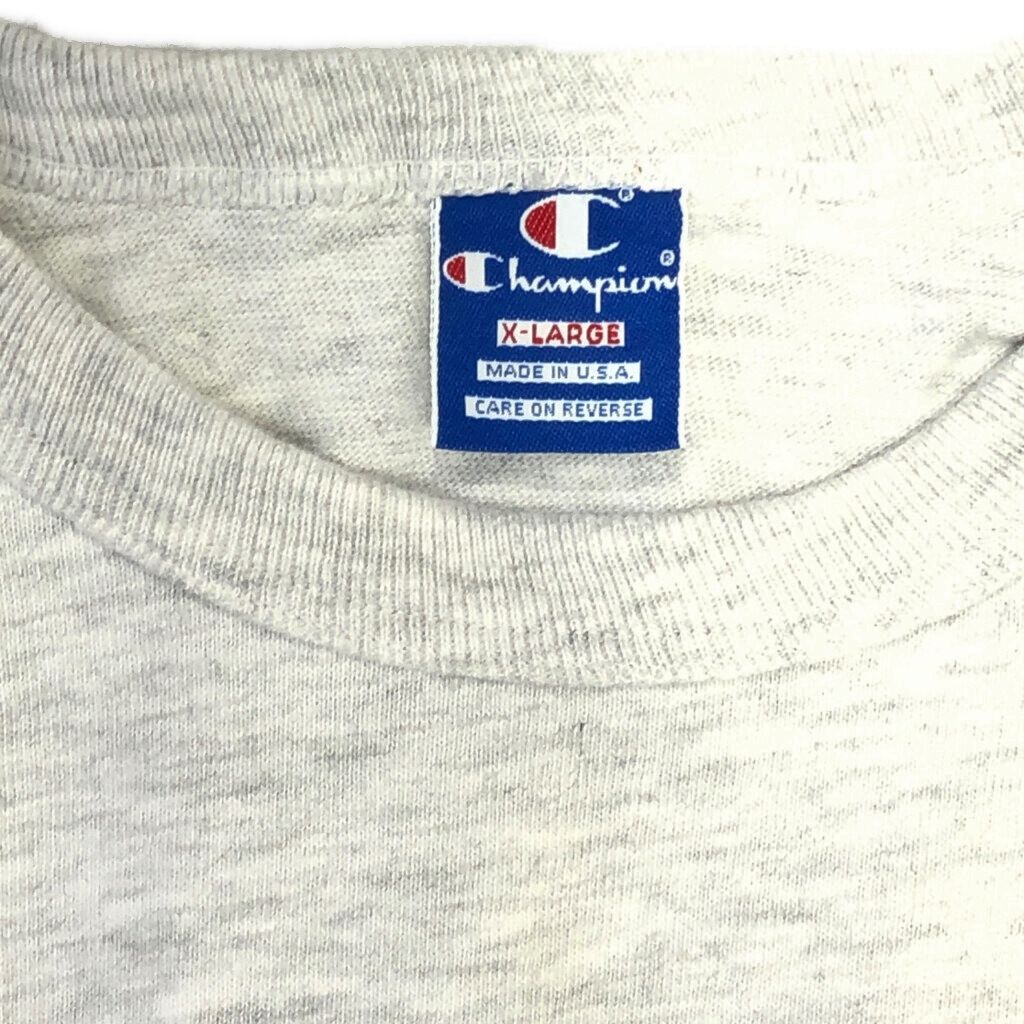 C®
Champion®
X-LARGE
MADE IN U.S.A.
CARE ON REVERSE